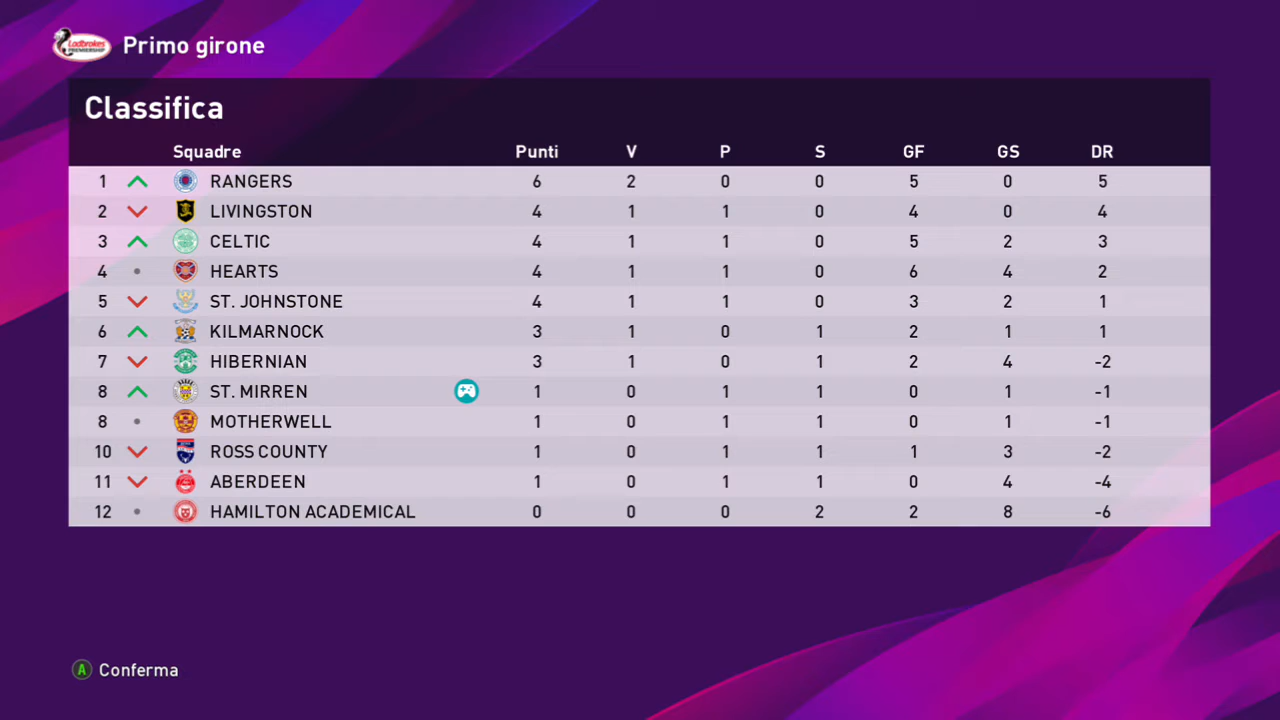 Ladbrokes
PREMIERSHIP
Primo girone
Classifica
Squadre Punti V P S GF GS DR
1 RANGERS 6 2 0 0 5 0 5
2 LIVINGSTON 4 1 1 0 4 0 4
3 CELTIC 4 1 1 0 5 2 3
4 HEARTS 4 1 1 0 6 4 2
5 ST. JOHNSTONE 4 1 1 0 3 2 1
6 KILMARNOCK 3 1 0 1 2 1 1
7 HIBERNIAN 3 1 0 1 2 4 -2
8 ST. MIRREN 1 0 1 1 0 1 -1
8 MOTHERWELL 1 0 1 1 0 1 -1
10 ROSS COUNTY 1 0 1 1 1 3 -2
11 ABERDEEN 1 0 1 1 0 4 -4
12 HAMILTON ACADEMICAL 0 0 0 2 2 8 -6
A Conferma